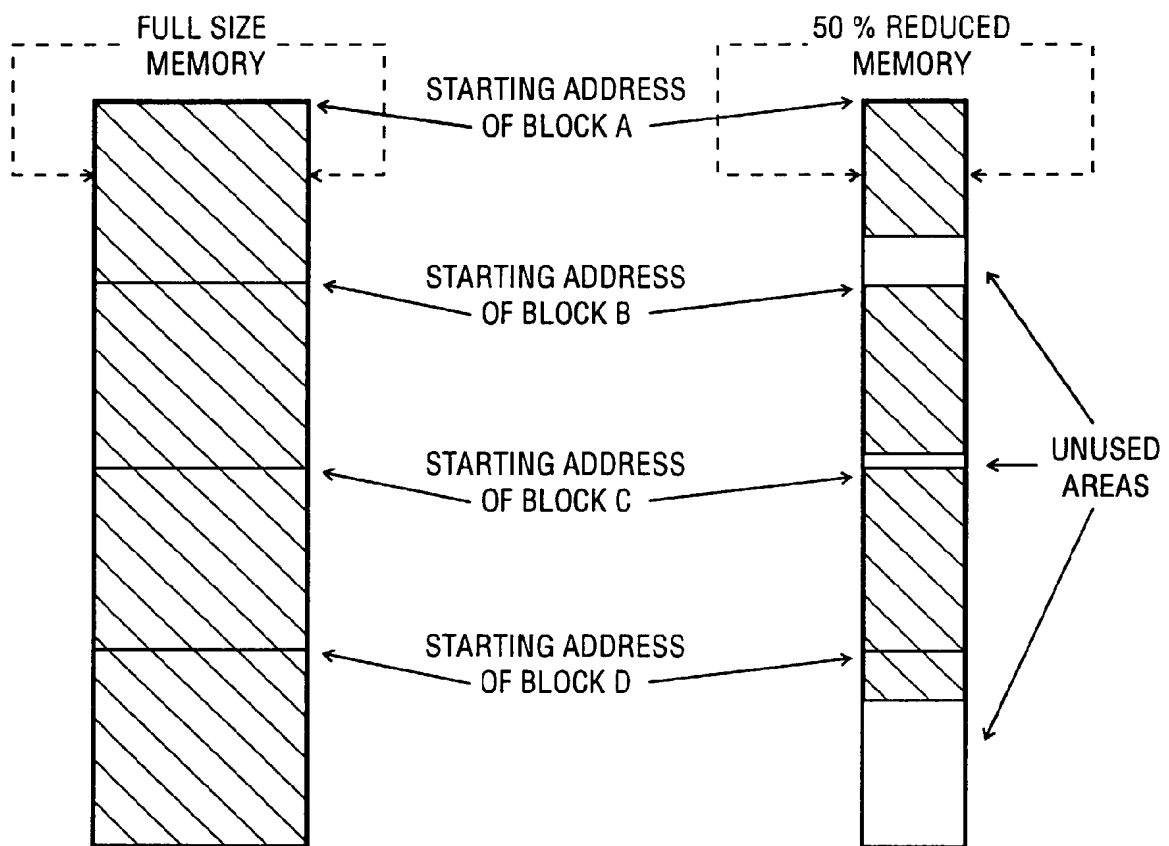 FULL SIZE
MEMORY
50 % REDUCED
MEMORY
STARTING ADDRESS
OF BLOCK A
STARTING ADDRESS
OF BLOCK B
STARTING ADDRESS
OF BLOCK C
UNUSED
AREAS
STARTING ADDRESS
OF BLOCK D